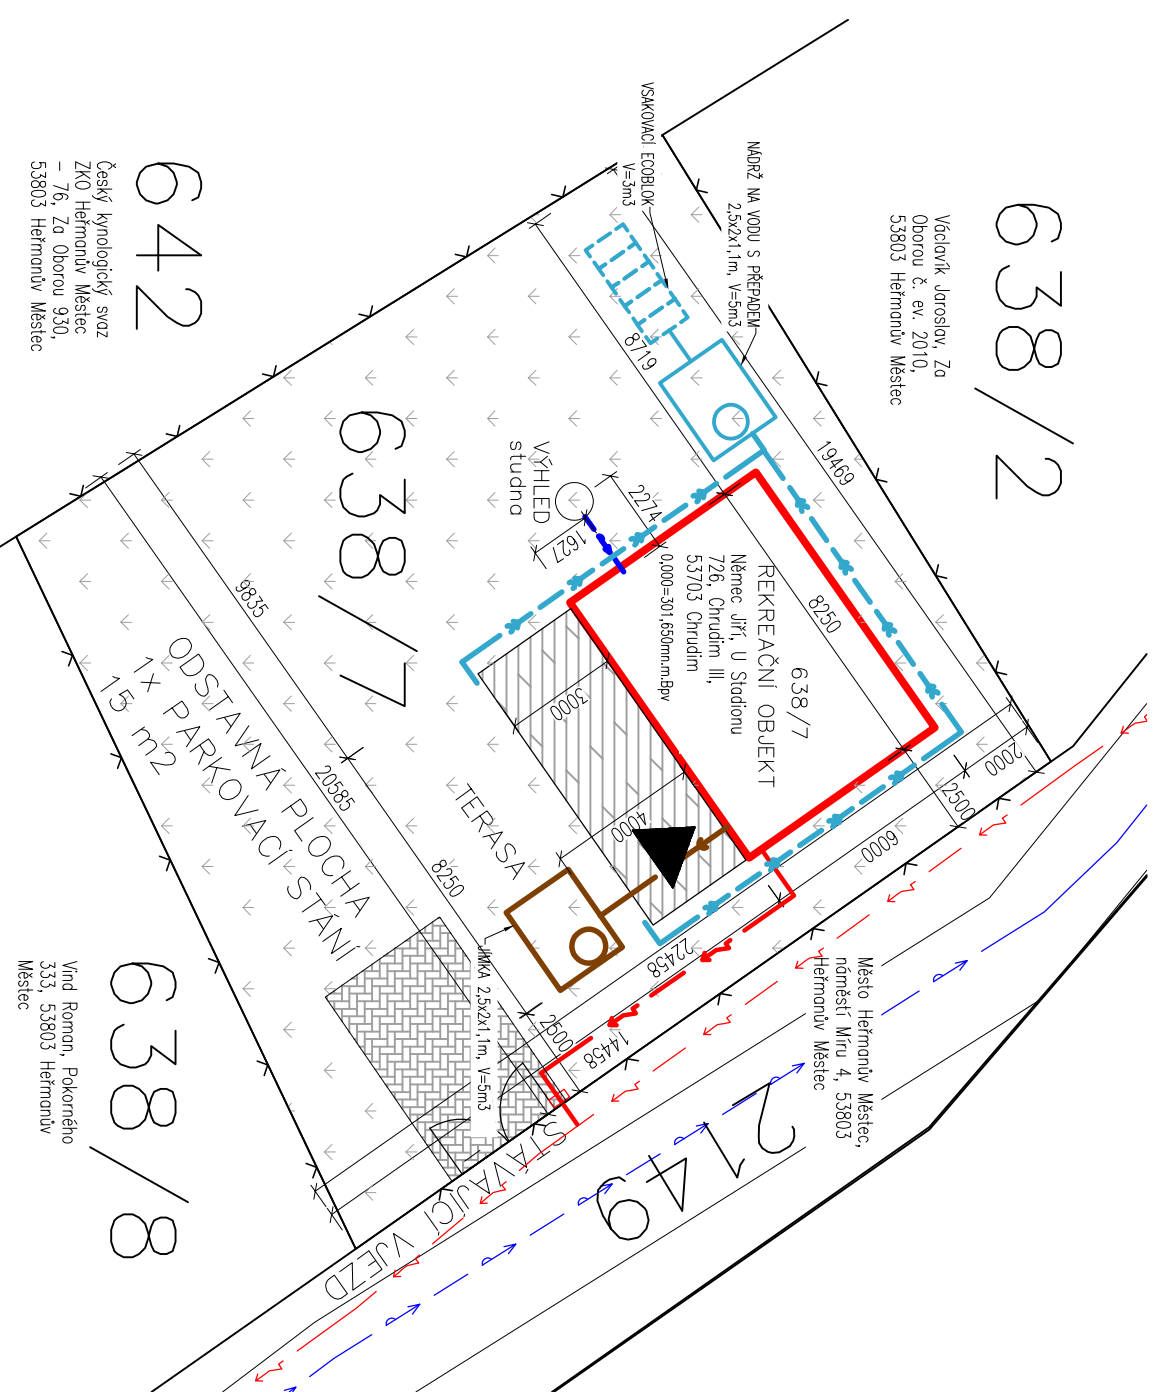 638/2
Václavík Jaroslav, Za
Oborou č. ev. 2010,
53803 Heřmanův Městec
NÁDRŽ NA VODU S PŘEPADEM
2,5x2x1,1m, V=5m3
VSAKOVACÍ ECOBLOK
V=3m3
642
Český kynologický svaz
ZKO Heřmanův Městec
- 76, Za Oborou 930,
53803 Heřmanův Městec
8719
19469
638/7
VÝHLED
studna
2274
1627
638/7
REKREAČNÍ OBJEKT
Němec Jiří, U Stadionu
726, Chrudim III,
53703 Chrudim
0,000=301,650mn.m.Bpv
8250
3000
4000
2000
2500
6000
9835
20585
8250
ODSTAVNÁ PLOCHA
1x PARKOVACÍ STÁNÍ
15 m2
TERASA
JÍMKA 2,5x2x1,1m, V=5m3
22458
14458
2500
Město Heřmanův Městec,
náměstí Míru 4, 53803
Heřmanův Městec
2149
STÁVAJÍCÍ VJEZD
638/8
Vind Roman, Pokorného
333, 53803 Heřmanův
Městec